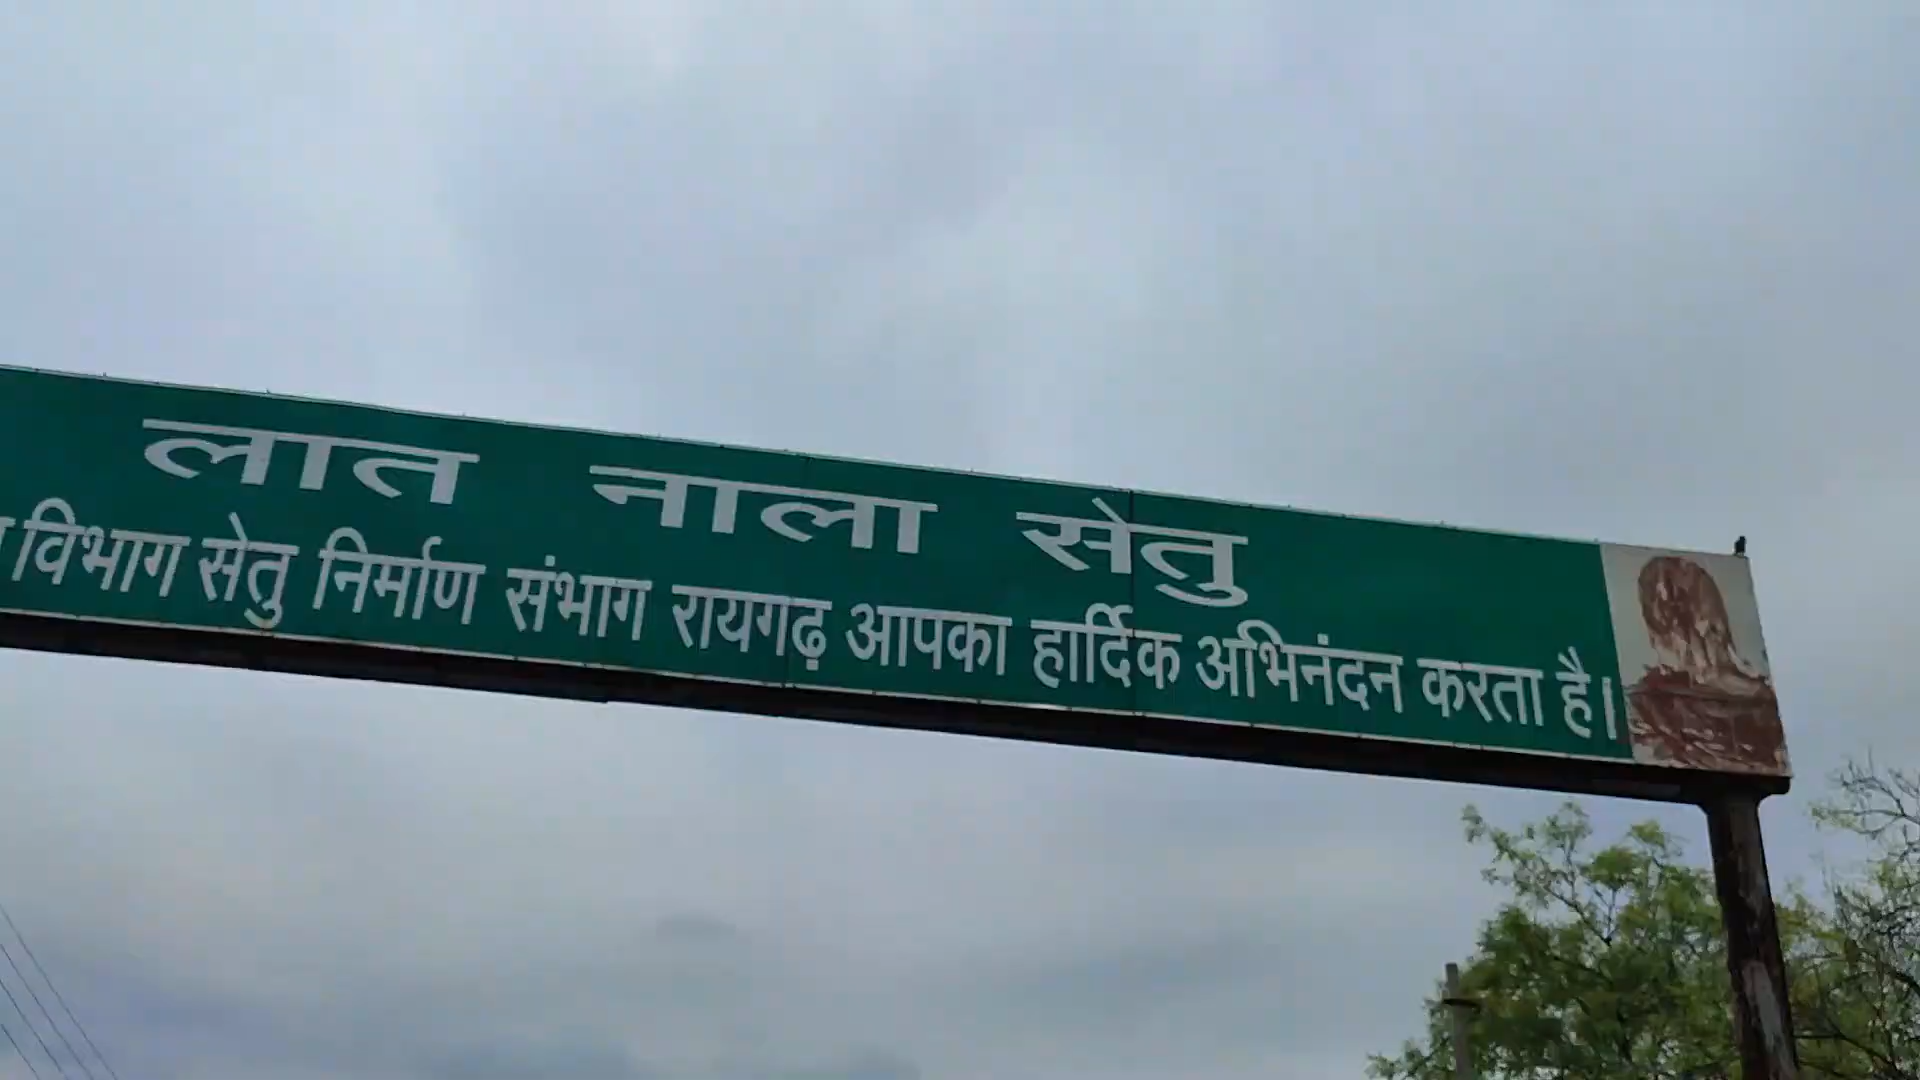 लात नाला सेतु
विभाग सेतु निर्माण संभाग रायगढ़ आपका हार्दिक अभिनंदन करता है।